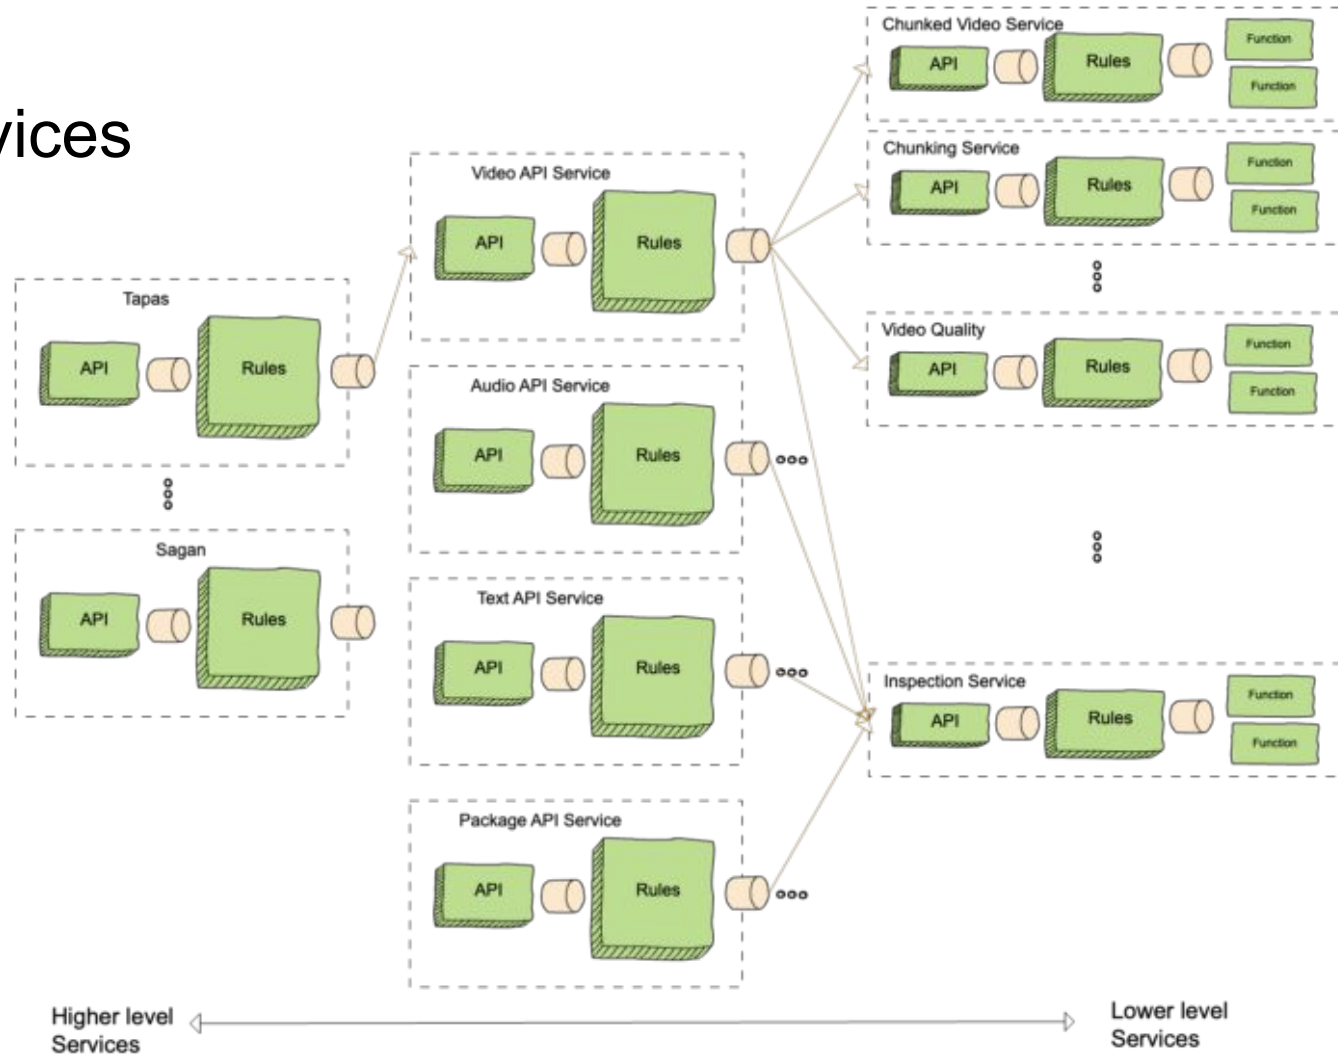 vices
Tapas
API
Rules
Sagan
API
Rules
Video API Service
API
Rules
Audio API Service
API
Rules
Text API Service
API
Rules
Package API Service
API
Rules
Chunked Video Service
API
Rules
Function
Function
Chunking Service
API
Rules
Function
Function
Video Quality
API
Rules
Function
Function
Inspection Service
API
Rules
Function
Function
Higher level
Services
Lower level
Services